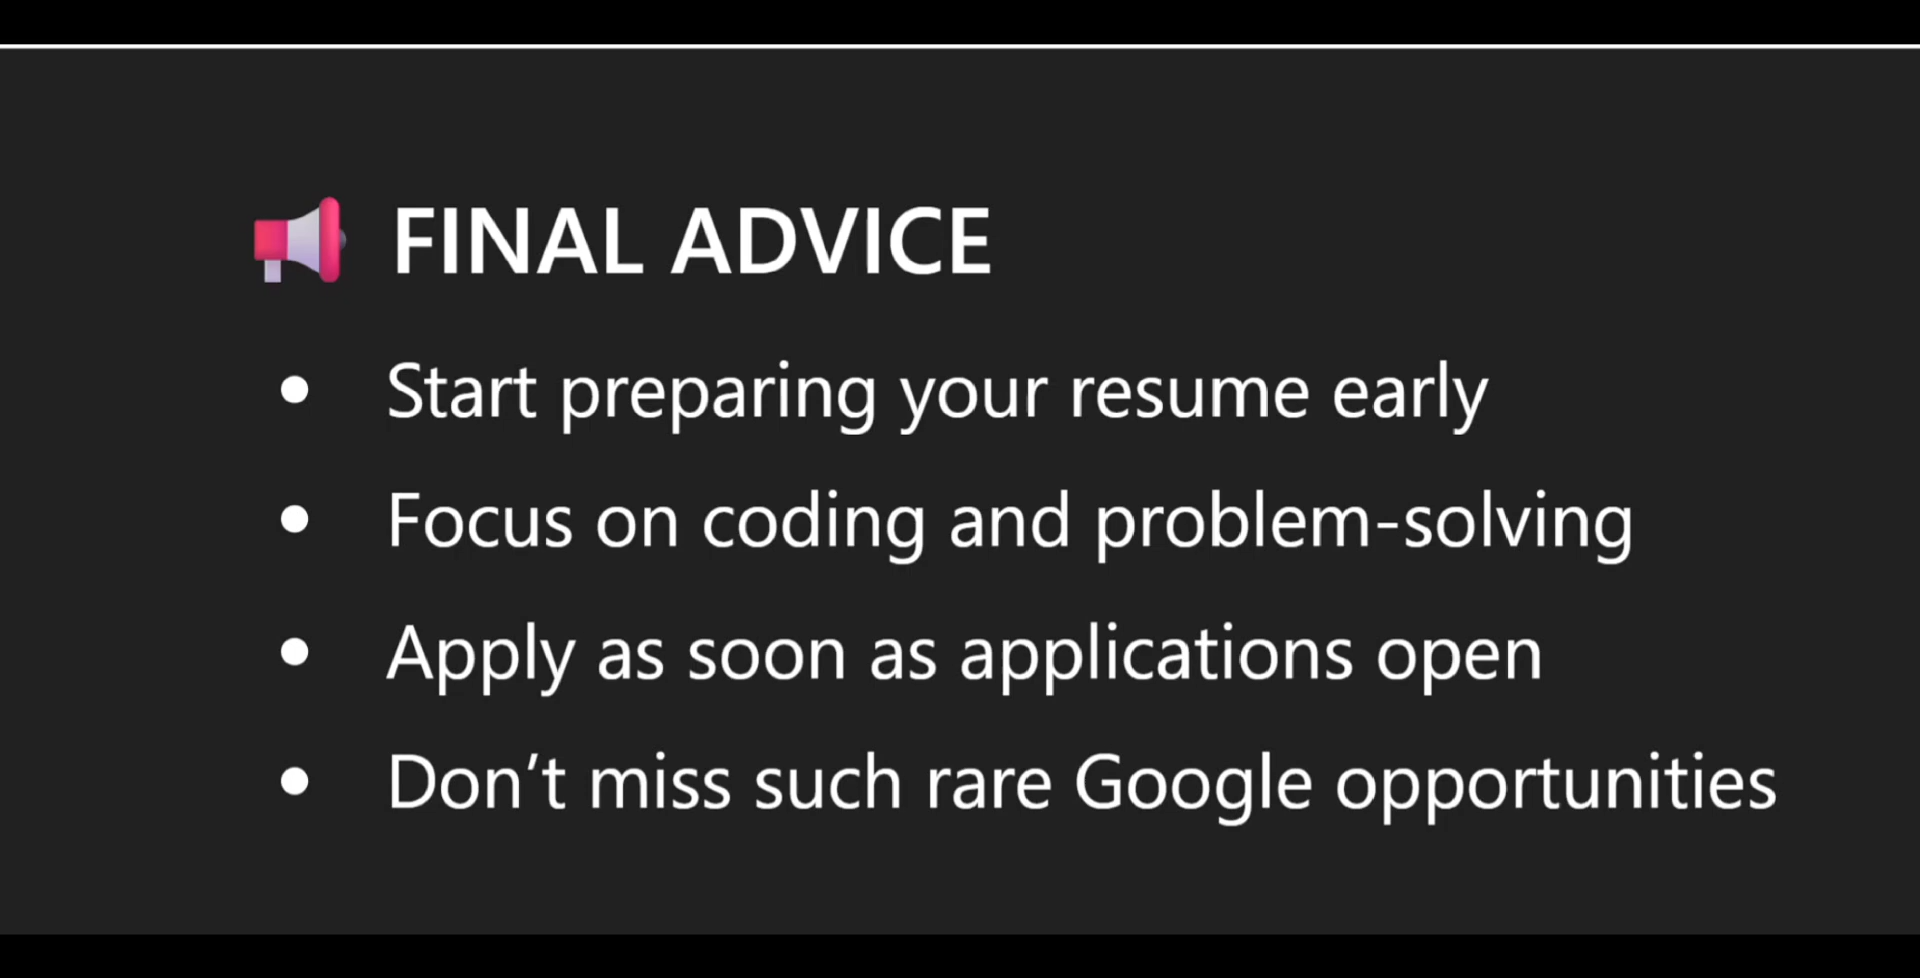 FINAL ADVICE
• Start preparing your resume early
• Focus on coding and problem-solving
• Apply as soon as applications open
• Don’t miss such rare Google opportunities